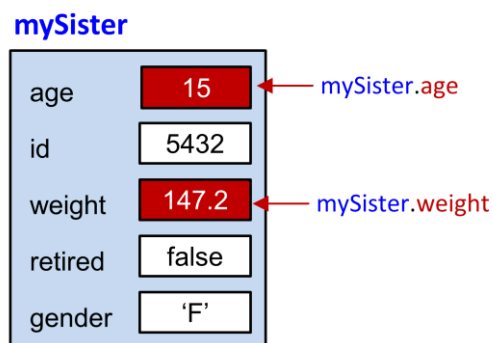 mySister
age 15 mySister.age
id 5432
weight 147.2 mySister.weight
retired false
gender ‘F’